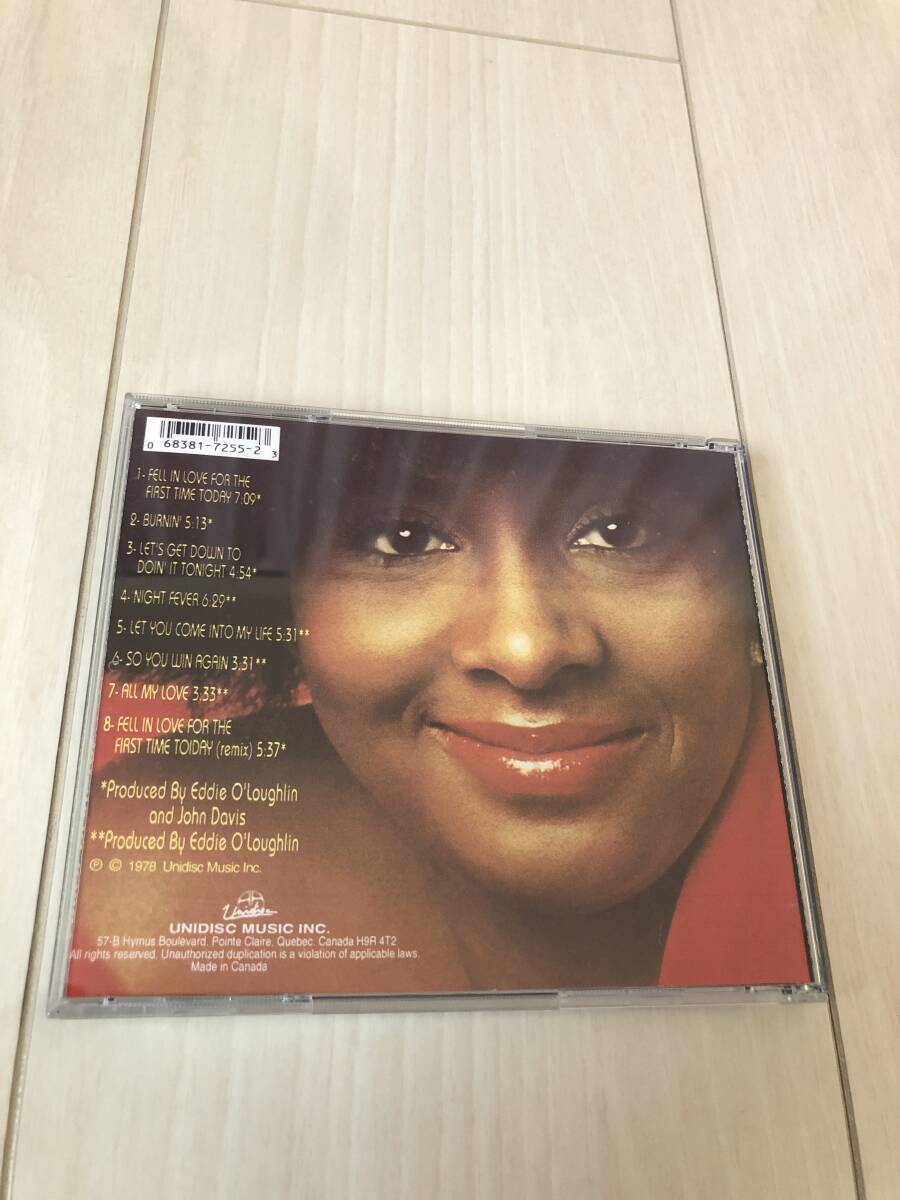 0 68381-7255-2 3
1- FELL IN LOVE FOR THE
FIRST TIME TODAY 7:09*
2- BURNIN' 5:13*
3- LET'S GET DOWN TO
DOIN' IT TONIGHT 4:54*
4- NIGHT FEVER 6:29**
5- LET YOU COME INTO MY LIFE 5:31**
6- SO YOU WIN AGAIN 3;31**
7- ALL MY LOVE 3;33**
8- FELL IN LOVE FOR THE
FIRST TIME TOIDAY (remix) 5:37*
*Produced By Eddie O'Loughlin
and John Davis
**Produced By Eddie O'Loughlin
℗ © 1978 Unidisc Music Inc.
Unidisc
UNIDISC MUSIC INC.
57-B Hymus Boulevard, Pointe Claire, Quebec, Canada H9R 4T2
All rights reserved. Unauthorized duplication is a violation of applicable laws.
Made in Canada